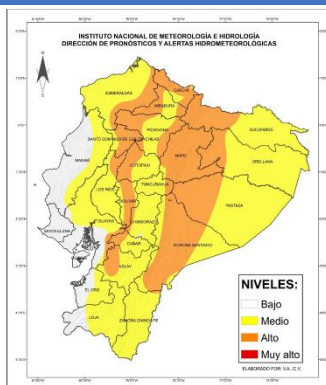 INSTITUTO NACIONAL DE METEOROLOGÍA E HIDROLOGÍA
DIRECCIÓN DE PRONÓSTICOS Y ALERTAS HIDROMETEOROLÓGICAS
N
ESMERALDAS
CARCHI
IMBABURA
SUCUMBIOS
PICHINCHA
SANTO DOMINGO DE LOS TSACHILAS
NAPO
ORELLANA
MANABI
COTOPAXI
TUNGURAHUA
LOS RIOS
BOLIVAR
PASTAZA
CHIMBORAZO
GUAYAS
SANTA ELENA
CAÑAR
MORONA SANTIAGO
AZUAY
EL ORO
LOJA
ZAMORA CHINCHIPE
NIVELES:
Bajo
Medio
Alto
Muy alto
ELABORADO POR: V.A.-C.V.